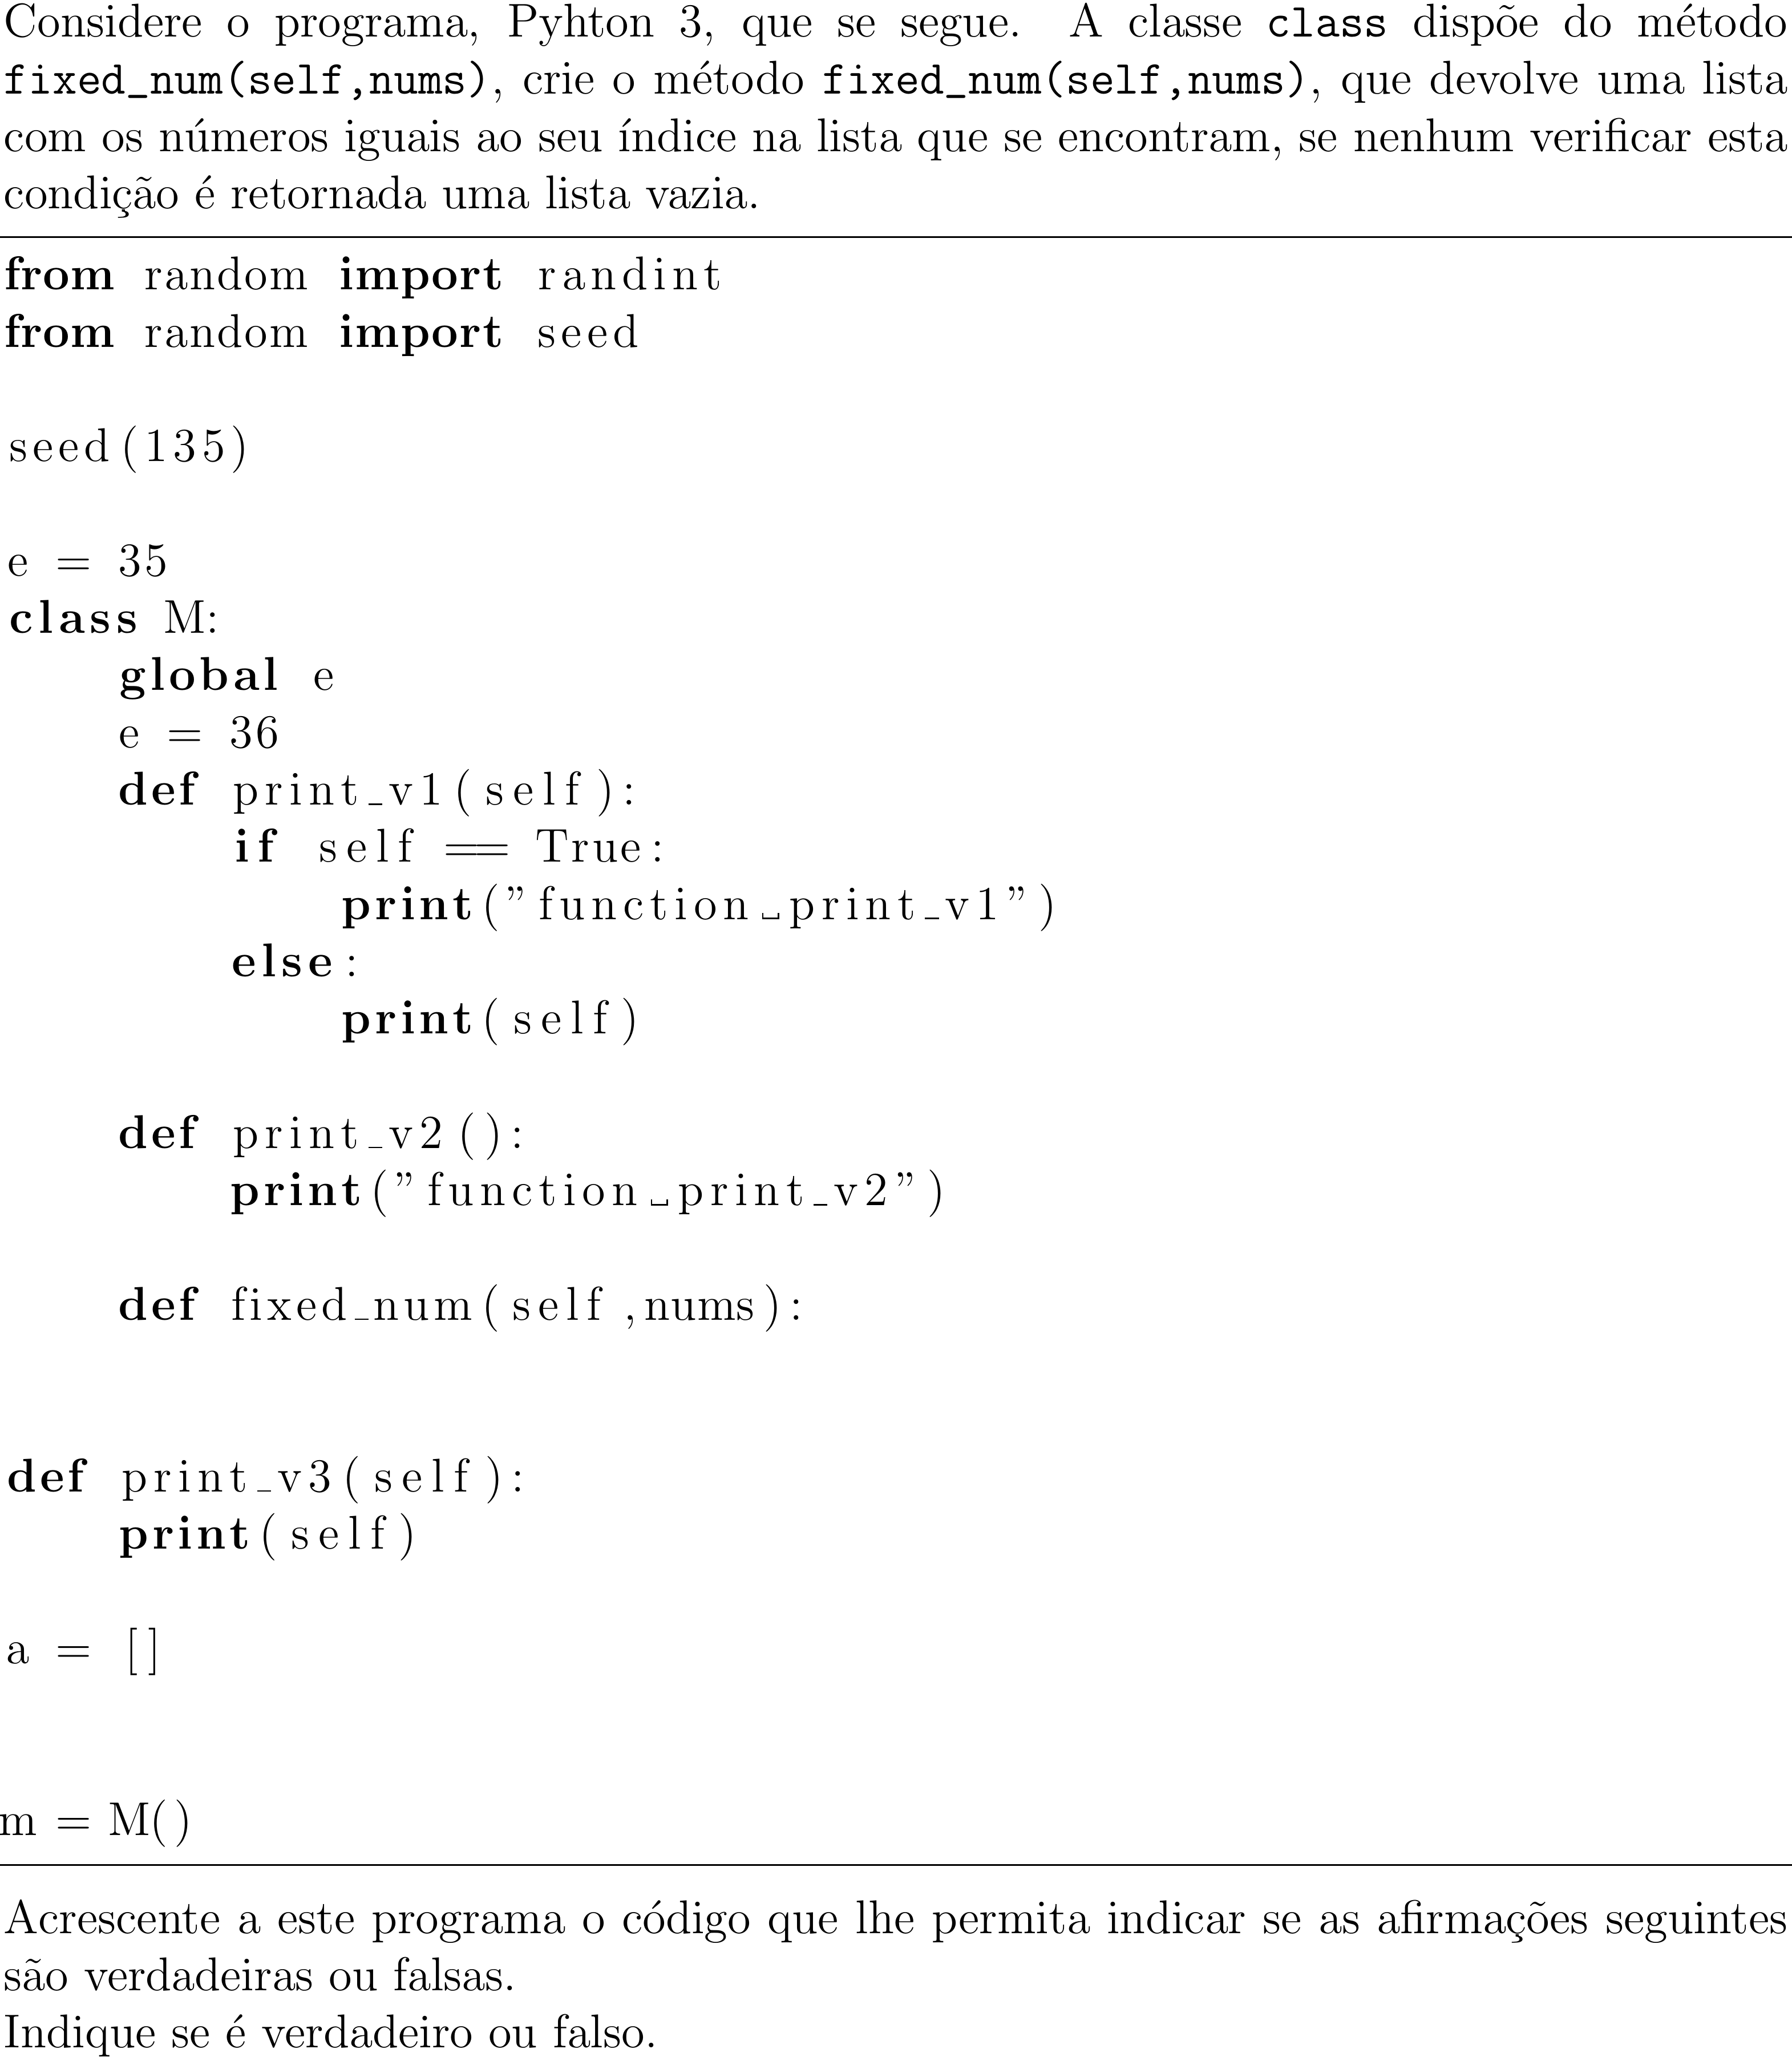 Considere o programa, Pyhton 3, que se segue. A classe class dispõe do método
fixed_num(self,nums), crie o método fixed_num(self,nums), que devolve uma lista
com os números iguais ao seu índice na lista que se encontram, se nenhum verificar esta
condição é retornada uma lista vazia.
from random import randint
from random import seed
seed(135)
e = 35
class M:
    global e
    e = 36
    def print_v1(self):
        if self == True:
            print("function␣print_v1")
        else:
            print(self)
    def print_v2():
        print("function␣print_v2")
    def fixed_num(self,nums):
def print_v3(self):
    print(self)
a = []
m = M()
Acrescente a este programa o código que lhe permita indicar se as afirmações seguintes
são verdadeiras ou falsas.
Indique se é verdadeiro ou falso.